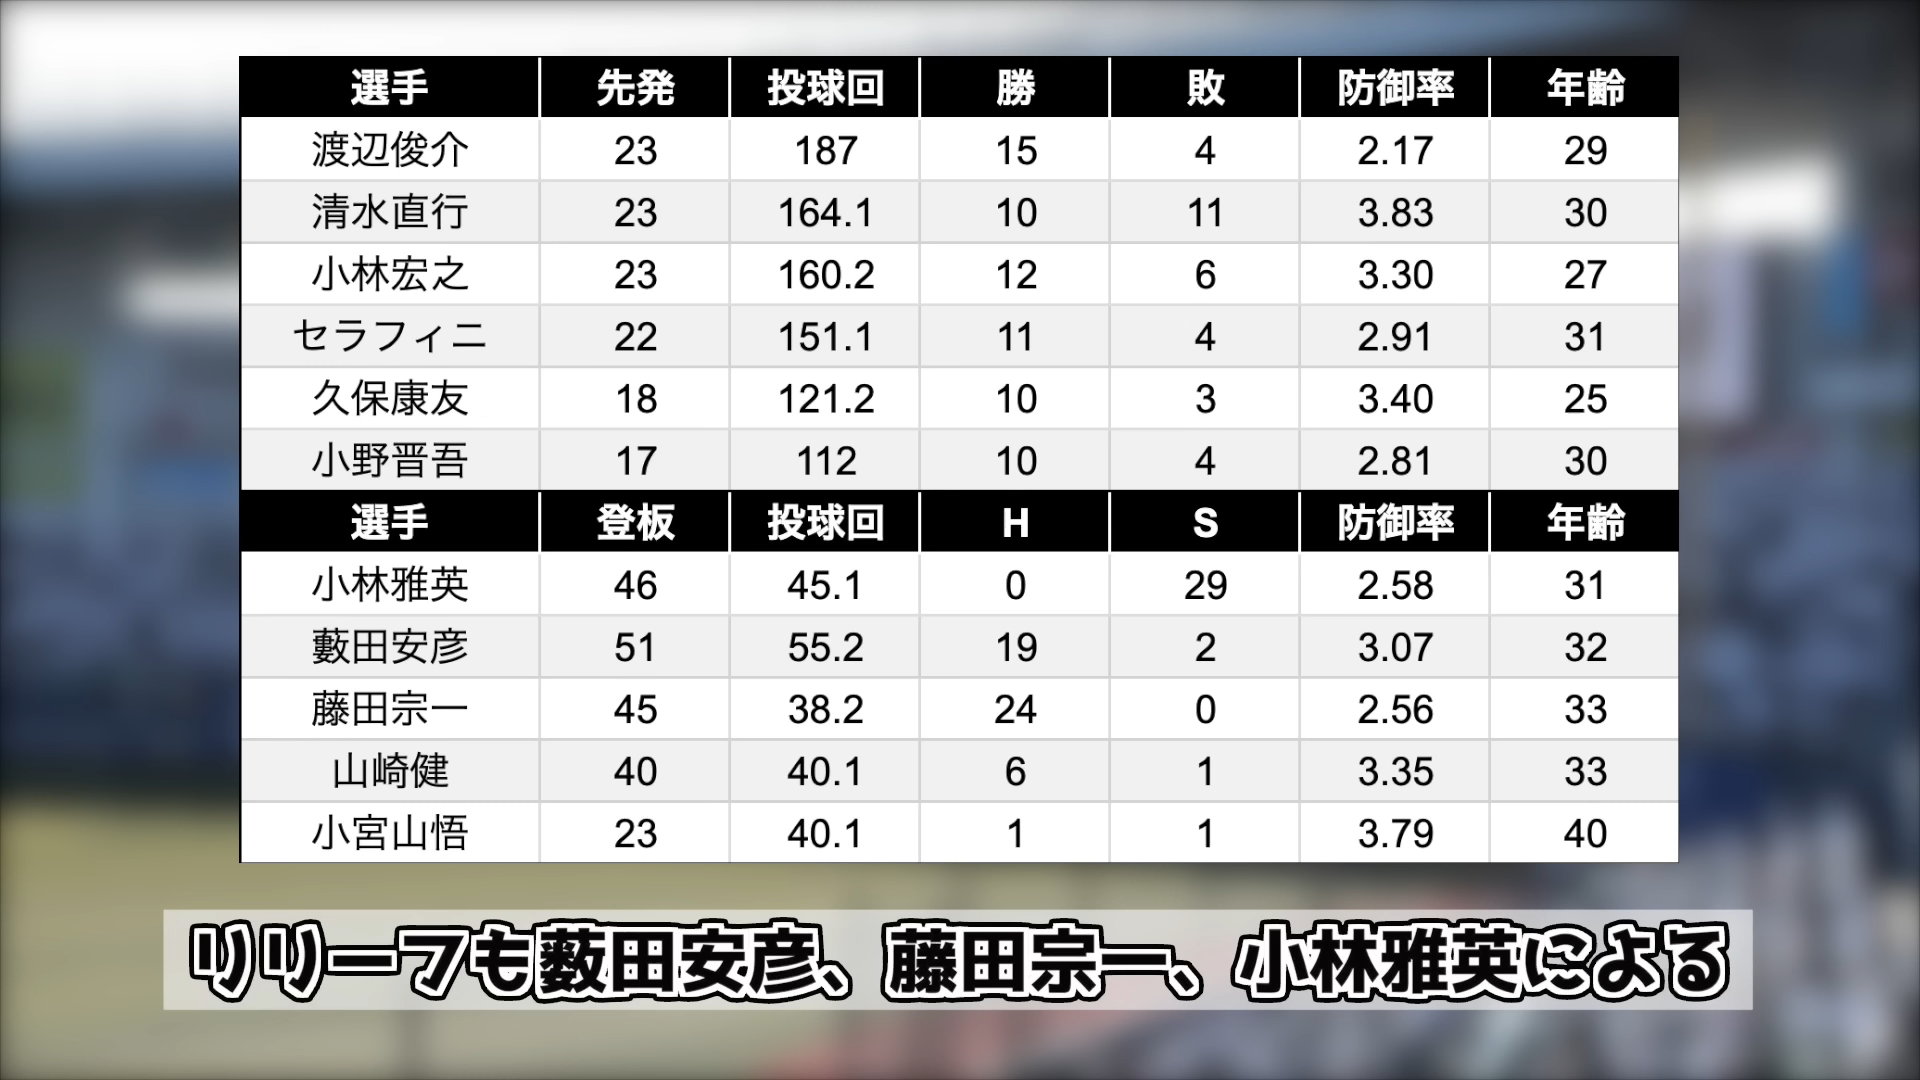 選手 先発 投球回 勝 敗 防御率 年齢
渡辺俊介 23 187 15 4 2.17 29
清水直行 23 164.1 10 11 3.83 30
小林宏之 23 160.2 12 6 3.30 27
セラフィニ 22 151.1 11 4 2.91 31
久保康友 18 121.2 10 3 3.40 25
小野晋吾 17 112 10 4 2.81 30
選手 登板 投球回 H S 防御率 年齢
小林雅英 46 45.1 0 29 2.58 31
藪田安彦 51 55.2 19 2 3.07 32
藤田宗一 45 38.2 24 0 2.56 33
山崎健 40 40.1 6 1 3.35 33
小宮山悟 23 40.1 1 1 3.79 40
リリーフも薮田安彦、藤田宗一、小林雅英による